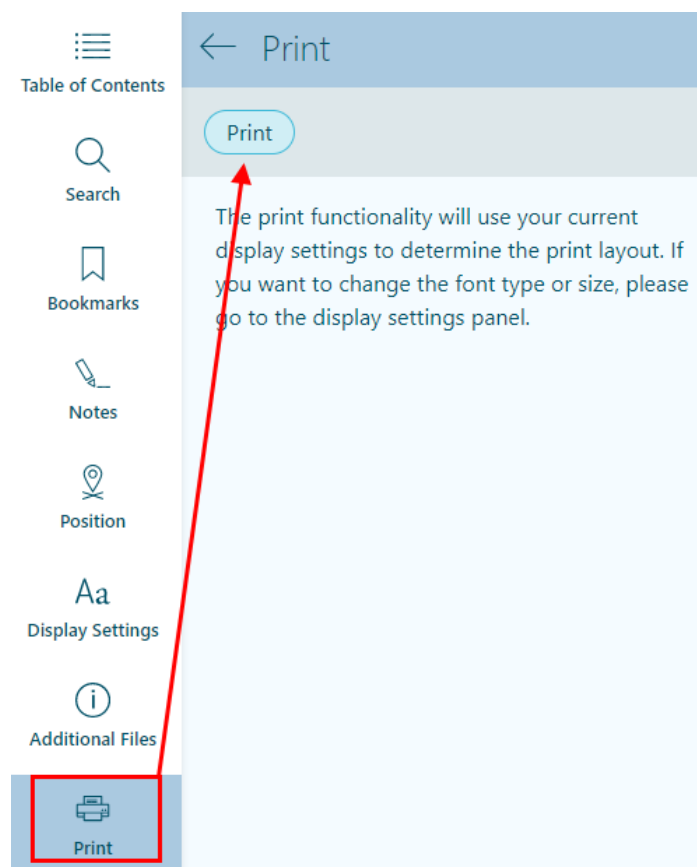 Table of Contents
Search
Bookmarks
Notes
Position
Aa
Display Settings
Additional Files
Print
Print
Print
The print functionality will use your current
display settings to determine the print layout. If
you want to change the font type or size, please
go to the display settings panel.